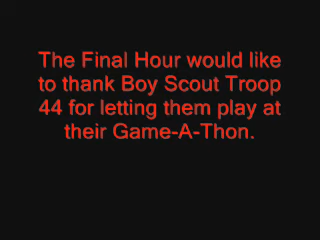 The Final Hour would like
to thank Boy Scout Troop
44 for letting them play at
their Game-A-Thon.